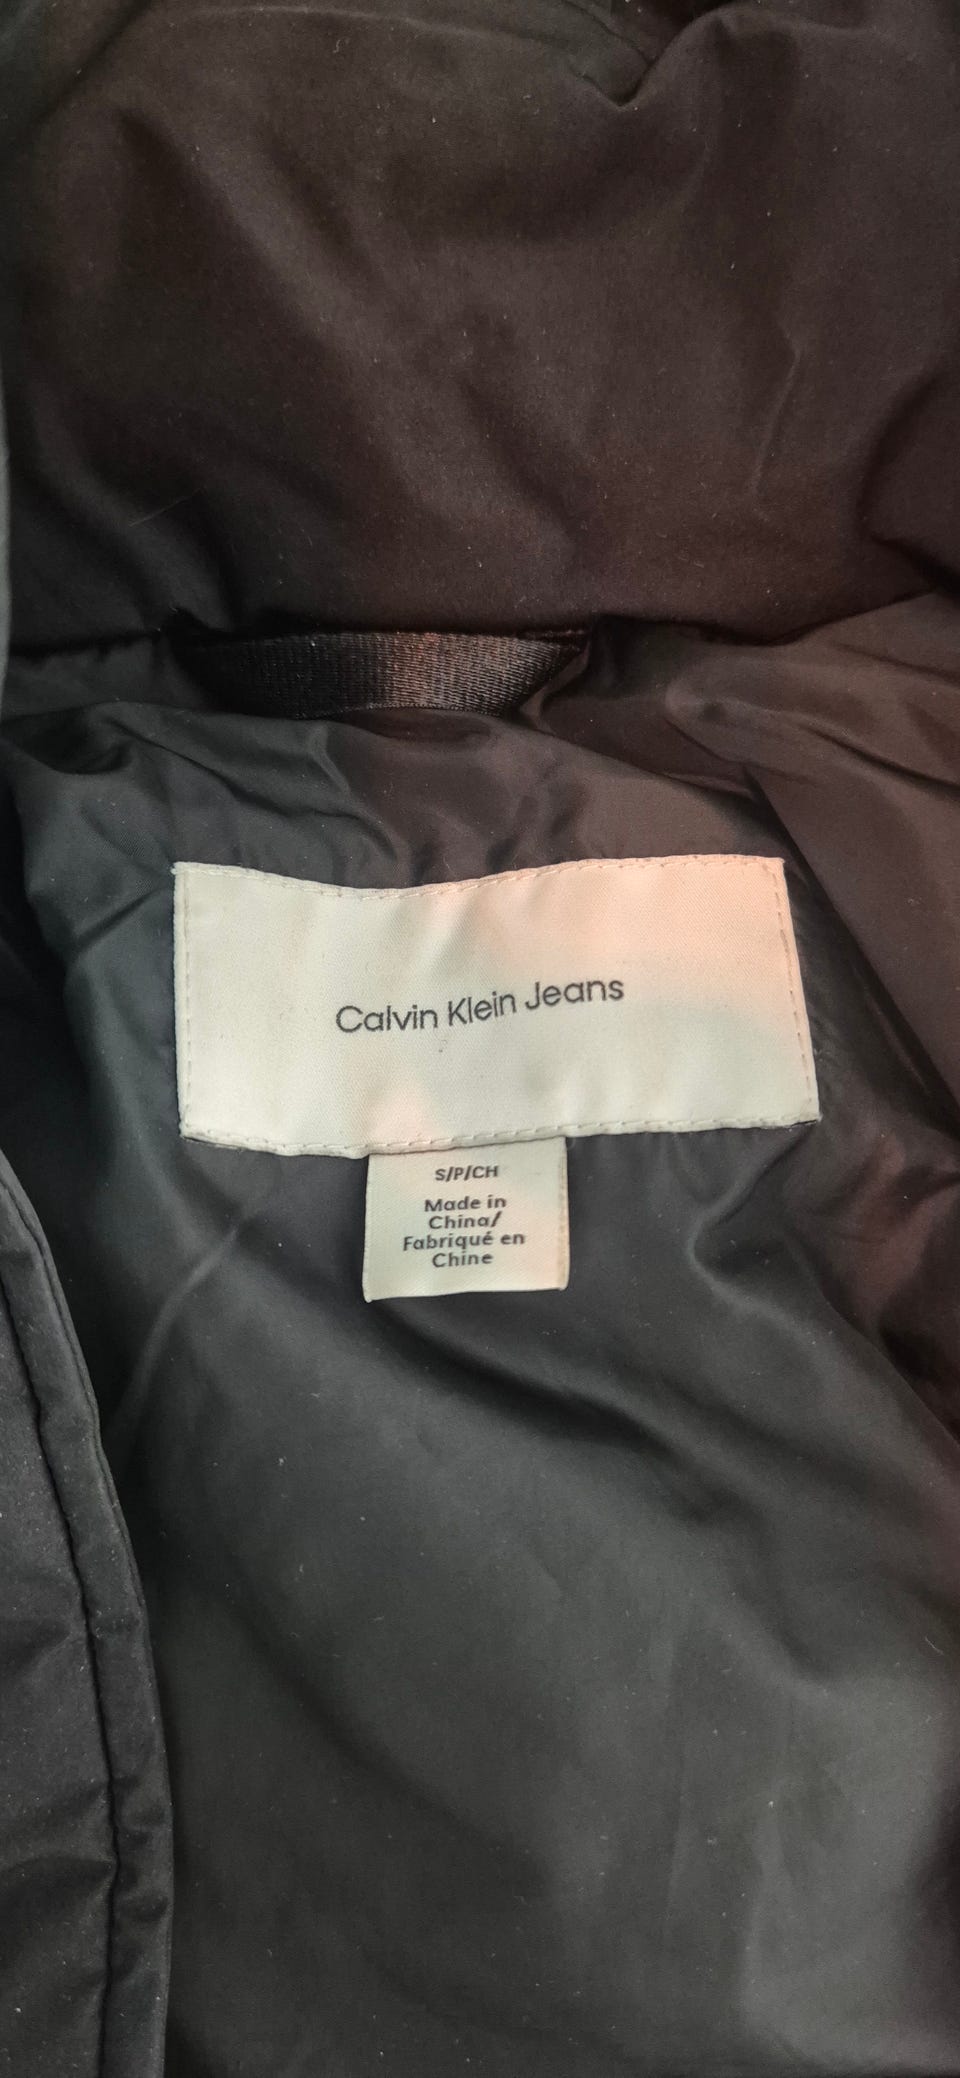 Calvin Klein Jeans
S/P/CH
Made in
China/
Fabriqué en
Chine